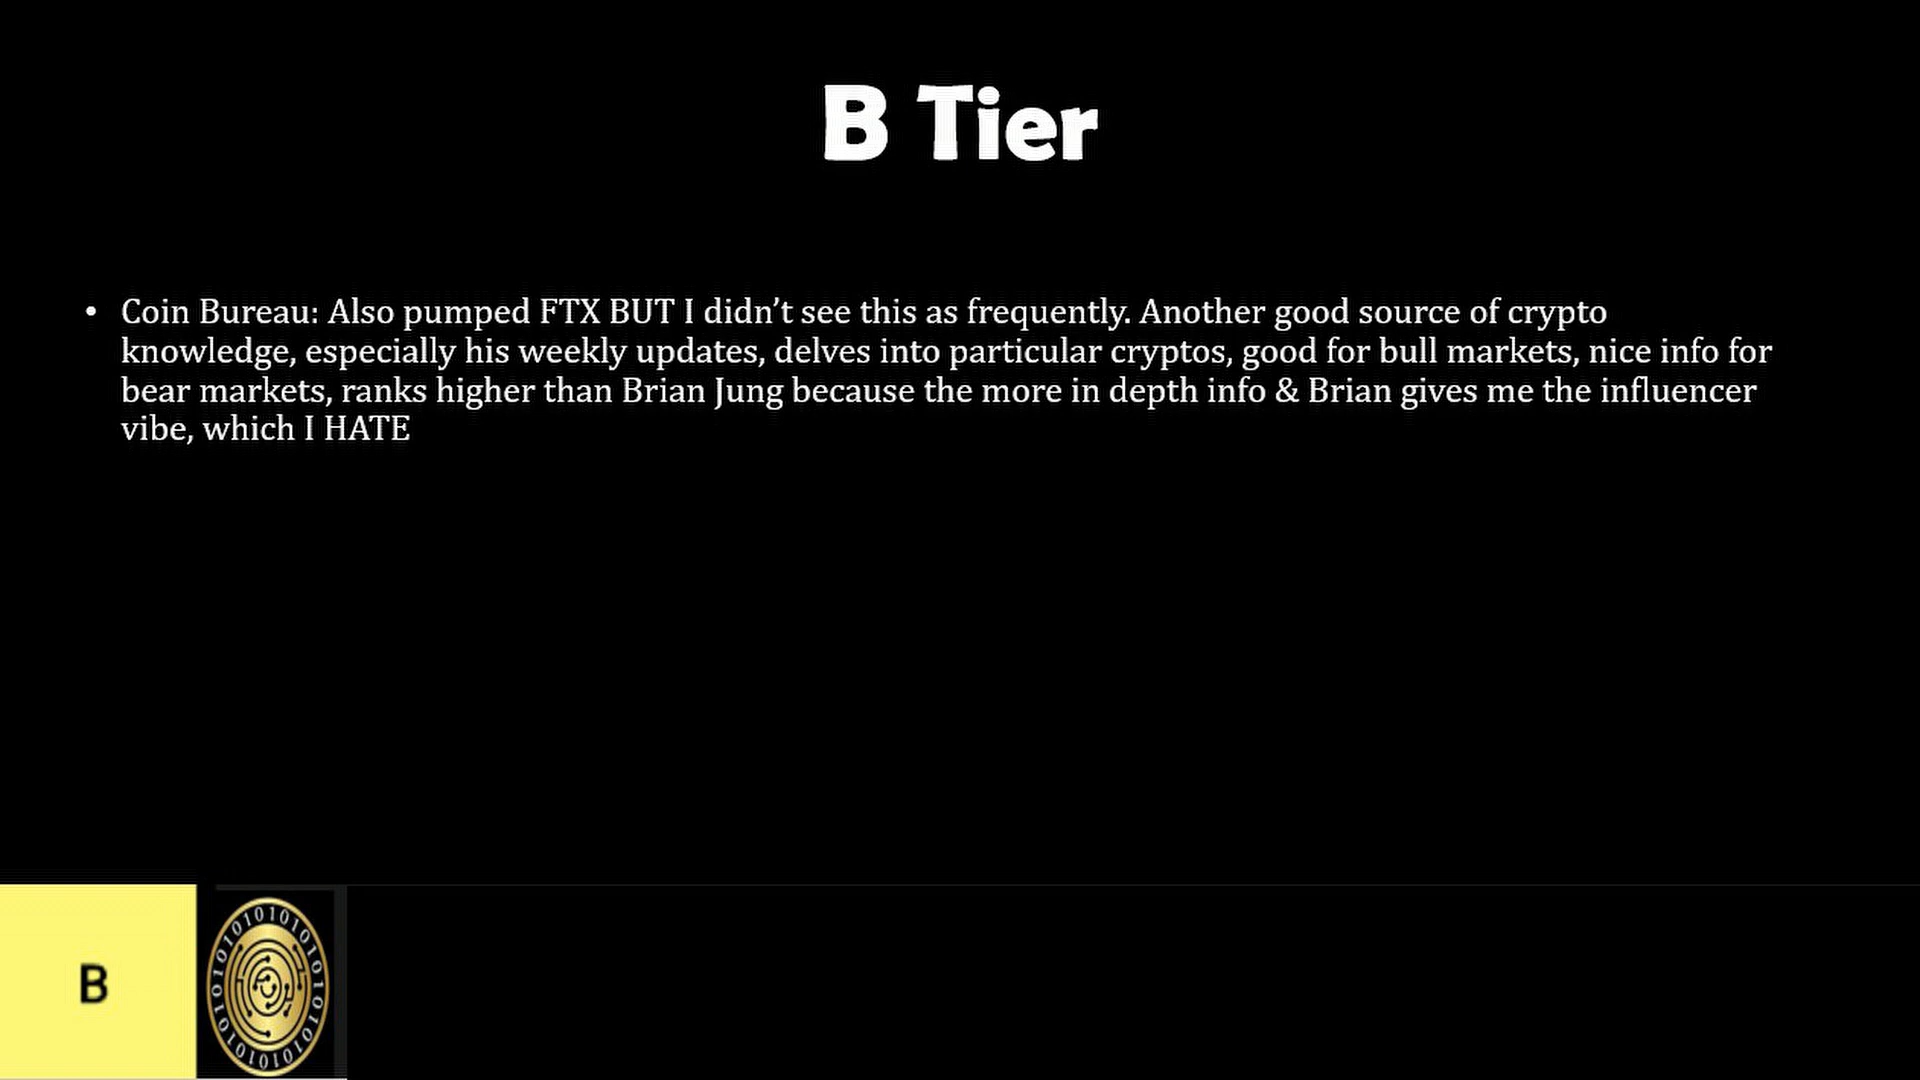 B Tier
• Coin Bureau: Also pumped FTX BUT I didn’t see this as frequently. Another good source of crypto
knowledge, especially his weekly updates, delves into particular cryptos, good for bull markets, nice info for
bear markets, ranks higher than Brian Jung because the more in depth info & Brian gives me the influencer
vibe, which I HATE
B